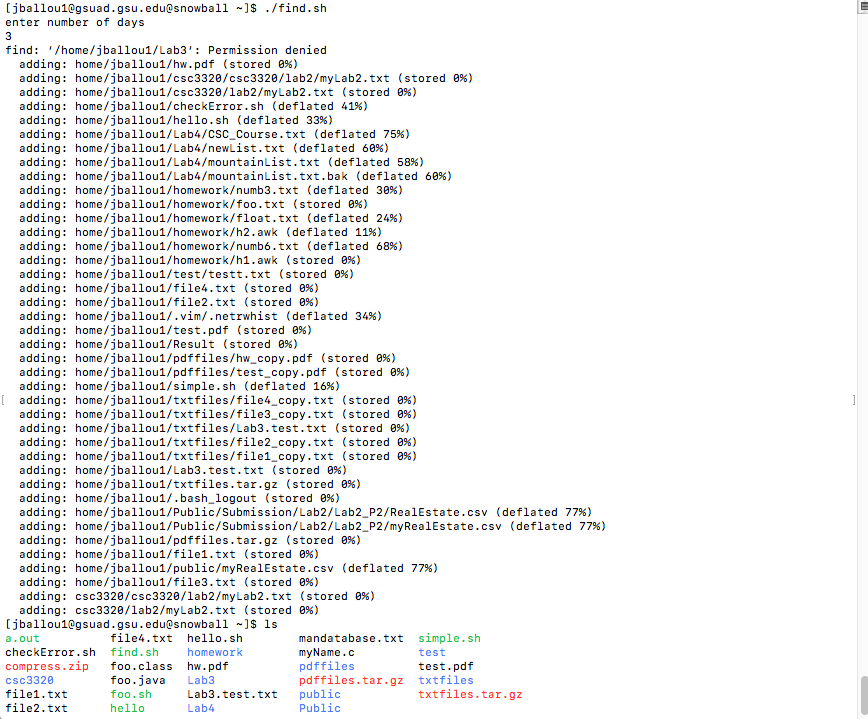 [jballou1@gsuad.gsu.edu@snowball ~]$ ./find.sh
enter number of days
3
find: '/home/jballou1/Lab3': Permission denied
  adding: home/jballou1/hw.pdf (stored 0%)
  adding: home/jballou1/csc3320/csc3320/lab2/myLab2.txt (stored 0%)
  adding: home/jballou1/csc3320/lab2/myLab2.txt (stored 0%)
  adding: home/jballou1/checkError.sh (deflated 41%)
  adding: home/jballou1/hello.sh (deflated 33%)
  adding: home/jballou1/Lab4/CSC_Course.txt (deflated 75%)
  adding: home/jballou1/Lab4/newList.txt (deflated 60%)
  adding: home/jballou1/Lab4/mountainList.txt (deflated 58%)
  adding: home/jballou1/Lab4/mountainList.txt.bak (deflated 60%)
  adding: home/jballou1/homework/numb3.txt (deflated 30%)
  adding: home/jballou1/homework/foo.txt (stored 0%)
  adding: home/jballou1/homework/float.txt (deflated 24%)
  adding: home/jballou1/homework/h2.awk (deflated 11%)
  adding: home/jballou1/homework/numb6.txt (deflated 68%)
  adding: home/jballou1/homework/h1.awk (stored 0%)
  adding: home/jballou1/test/testt.txt (stored 0%)
  adding: home/jballou1/file4.txt (stored 0%)
  adding: home/jballou1/file2.txt (stored 0%)
  adding: home/jballou1/.vim/.netrwhist (deflated 34%)
  adding: home/jballou1/test.pdf (stored 0%)
  adding: home/jballou1/Result (stored 0%)
  adding: home/jballou1/pdffiles/hw_copy.pdf (stored 0%)
  adding: home/jballou1/pdffiles/test_copy.pdf (stored 0%)
  adding: home/jballou1/simple.sh (deflated 16%)
  adding: home/jballou1/txtfiles/file4_copy.txt (stored 0%)
  adding: home/jballou1/txtfiles/file3_copy.txt (stored 0%)
  adding: home/jballou1/txtfiles/Lab3.test.txt (stored 0%)
  adding: home/jballou1/txtfiles/file2_copy.txt (stored 0%)
  adding: home/jballou1/txtfiles/file1_copy.txt (stored 0%)
  adding: home/jballou1/Lab3.test.txt (stored 0%)
  adding: home/jballou1/txtfiles.tar.gz (stored 0%)
  adding: home/jballou1/.bash_logout (stored 0%)
  adding: home/jballou1/Public/Submission/Lab2/Lab2_P2/RealEstate.csv (deflated 77%)
  adding: home/jballou1/Public/Submission/Lab2/Lab2_P2/myRealEstate.csv (deflated 77%)
  adding: home/jballou1/pdffiles.tar.gz (stored 0%)
  adding: home/jballou1/file1.txt (stored 0%)
  adding: home/jballou1/public/myRealEstate.csv (deflated 77%)
  adding: home/jballou1/file3.txt (stored 0%)
  adding: csc3320/csc3320/lab2/myLab2.txt (stored 0%)
  adding: csc3320/lab2/myLab2.txt (stored 0%)
[jballou1@gsuad.gsu.edu@snowball ~]$ ls
a.out          file4.txt  hello.sh       mandatabase.txt  simple.sh
checkError.sh  find.sh    homework       myName.c         test
compress.zip   foo.class  hw.pdf         pdffiles         test.pdf
csc3320        foo.java   Lab3           pdffiles.tar.gz  txtfiles
file1.txt      foo.sh     Lab3.test.txt  public           txtfiles.tar.gz
file2.txt      hello      Lab4           Public